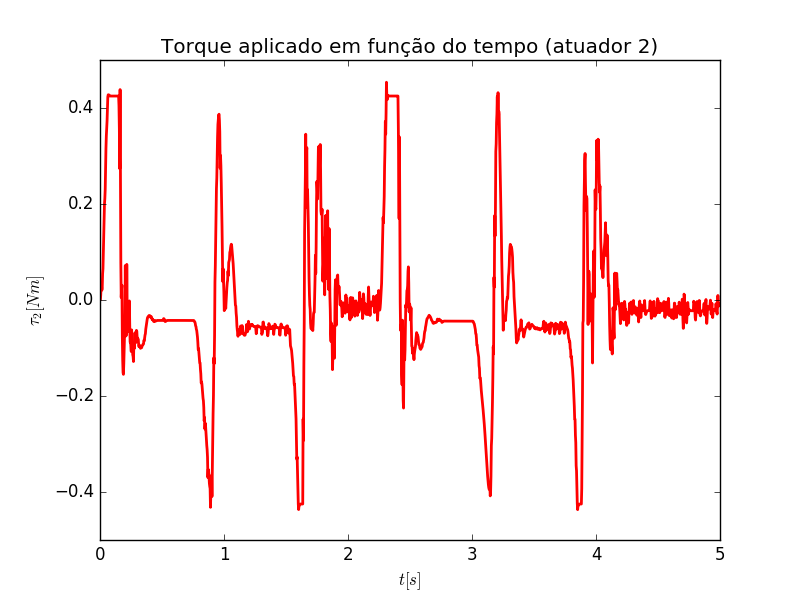 Torque aplicado em função do tempo (atuador 2)
0.4
0.2
0.0
−0.2
−0.4
τ₂[Nm]
0 1 2 3 4 5
t[s]